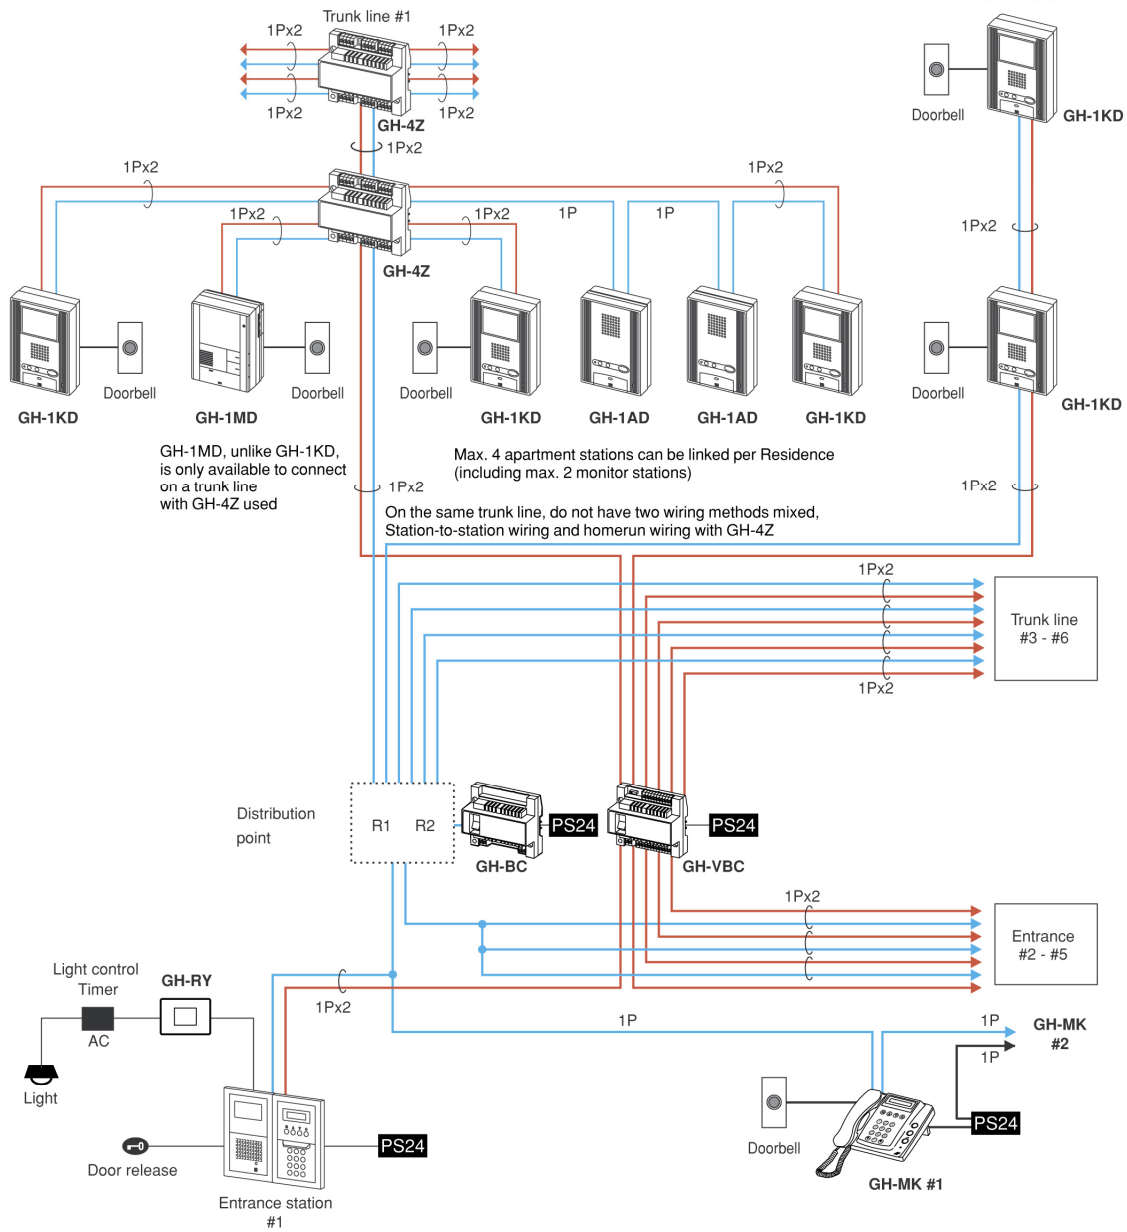 Trunk line #1
1Px2
1Px2
1Px2
1Px2
GH-4Z
1Px2
Doorbell
GH-1KD
1Px2
1Px2
1Px2
1Px2
1P
1P
1Px2
GH-4Z
Doorbell
Doorbell
Doorbell
Doorbell
GH-1KD
GH-1MD
GH-1KD
GH-1AD
GH-1AD
GH-1KD
GH-1KD
GH-1MD, unlike GH-1KD,
is only available to connect
on a trunk line
with GH-4Z used
Max. 4 apartment stations can be linked per Residence
(including max. 2 monitor stations)
1Px2
1Px2
On the same trunk line, do not have two wiring methods mixed,
Station-to-station wiring and homerun wiring with GH-4Z
1Px2
Trunk line
#3 - #6
1Px2
Distribution
point
R1 R2
PS24
PS24
GH-BC
GH-VBC
1Px2
Entrance
#2 - #5
Light control
Timer
GH-RY
AC
1Px2
1P
1P
GH-MK
#2
1P
Light
PS24
Doorbell
GH-MK #1
Door release
PS24
Entrance station
#1